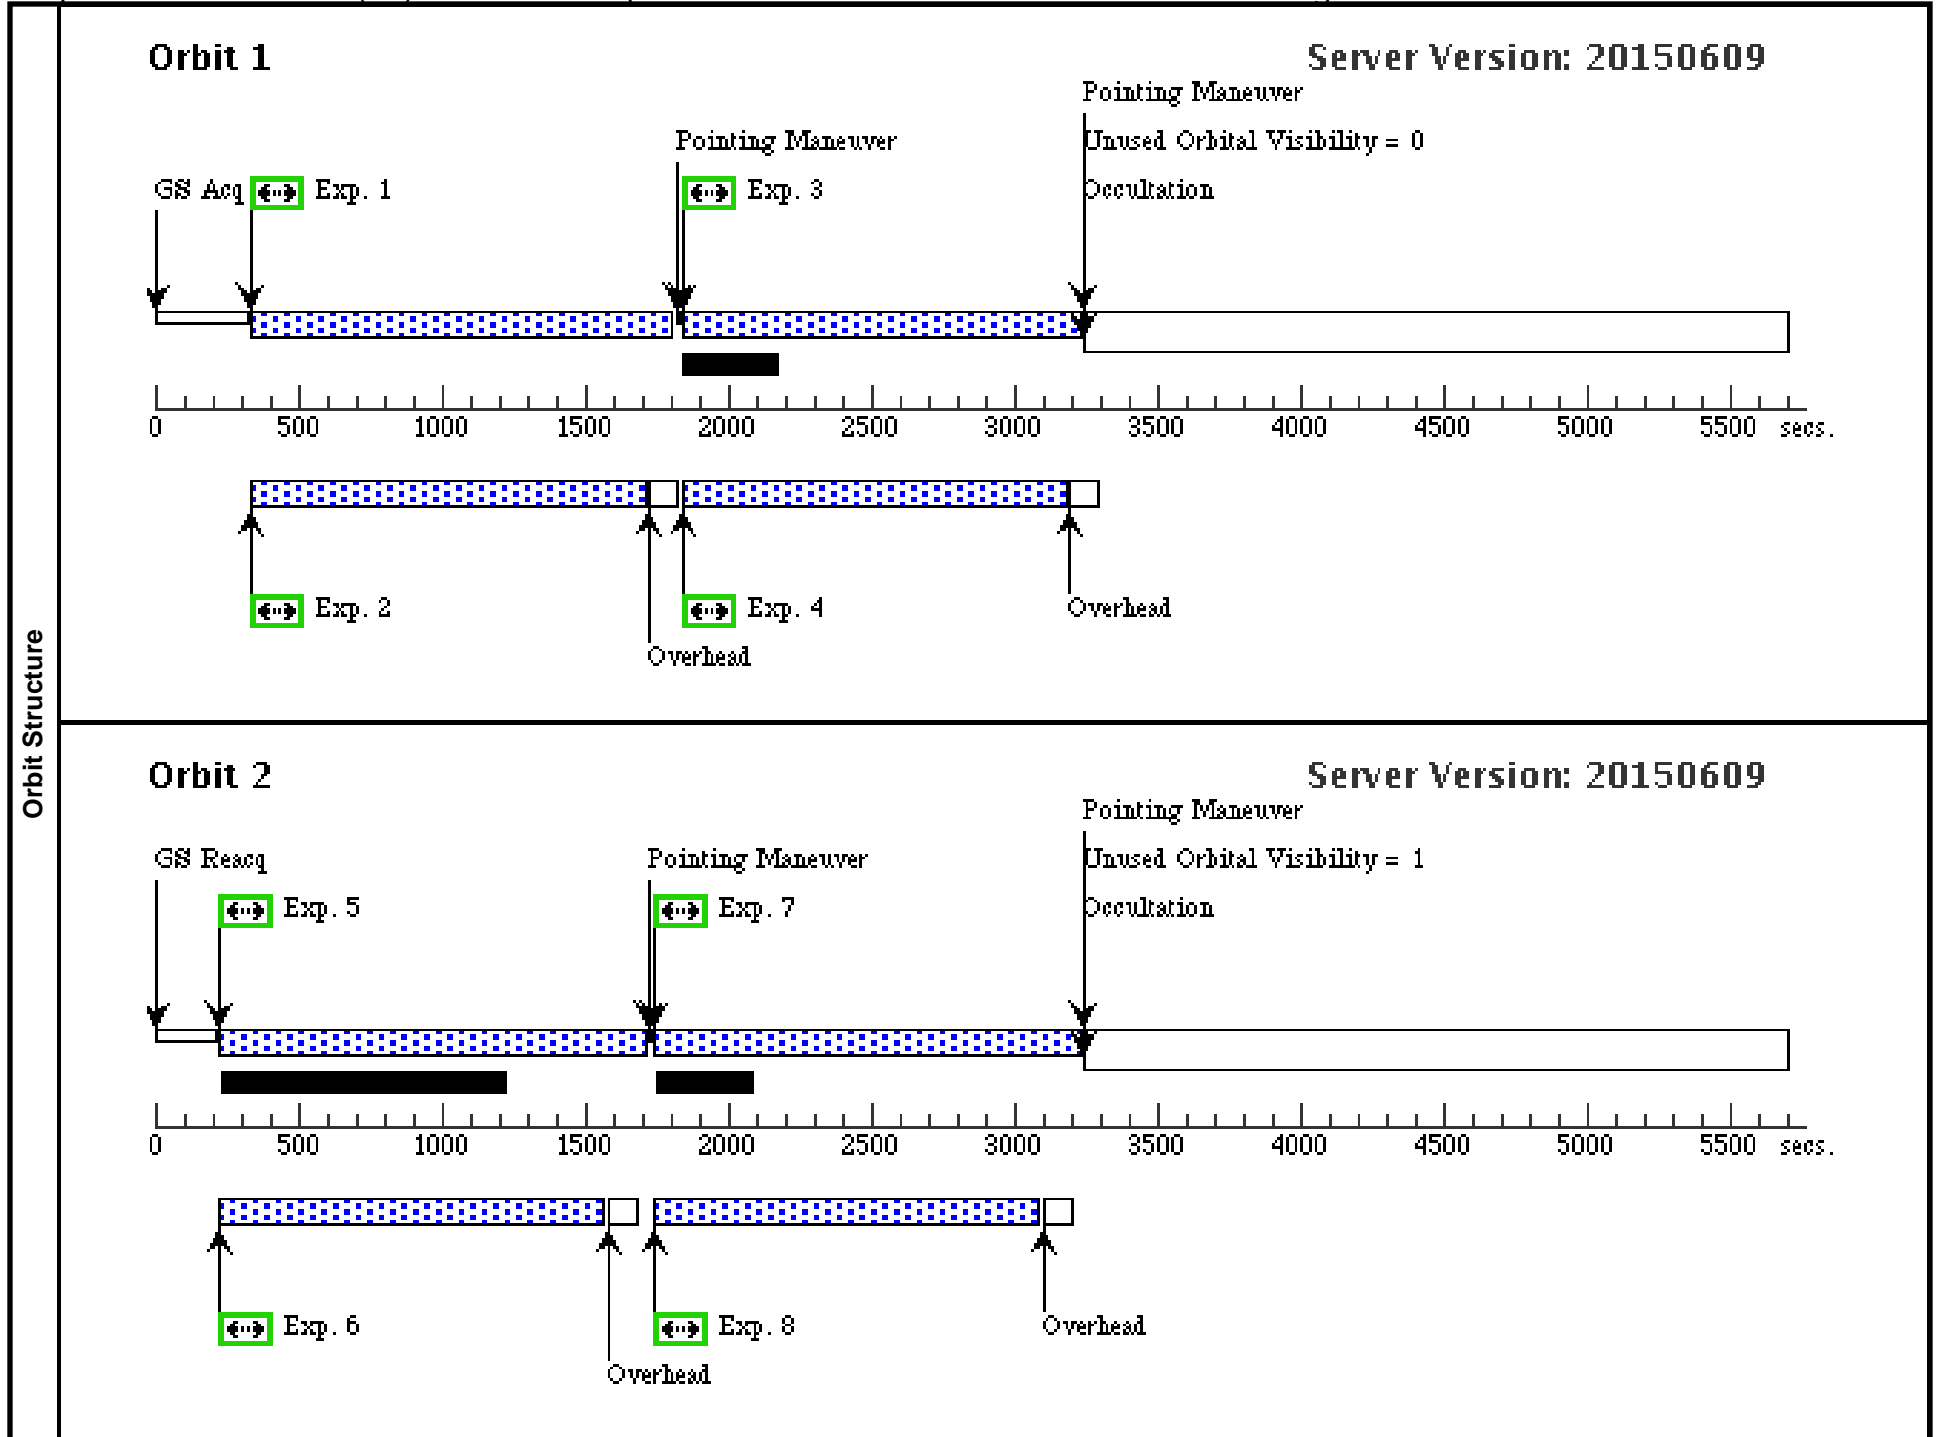 Orbit Structure
Orbit 1
Server Version: 20150609
Pointing Maneuver
Pointing Maneuver
Unused Orbital Visibility = 0
GS Acq
Exp. 1
Exp. 3
Occultation
0 500 1000 1500 2000 2500 3000 3500 4000 4500 5000 5500 secs.
Exp. 2
Exp. 4
Overhead
Overhead
Orbit 2
Server Version: 20150609
Pointing Maneuver
GS Reacq
Pointing Maneuver
Unused Orbital Visibility = 1
Exp. 5
Exp. 7
Occultation
0 500 1000 1500 2000 2500 3000 3500 4000 4500 5000 5500 secs.
Exp. 6
Exp. 8
Overhead
Overhead